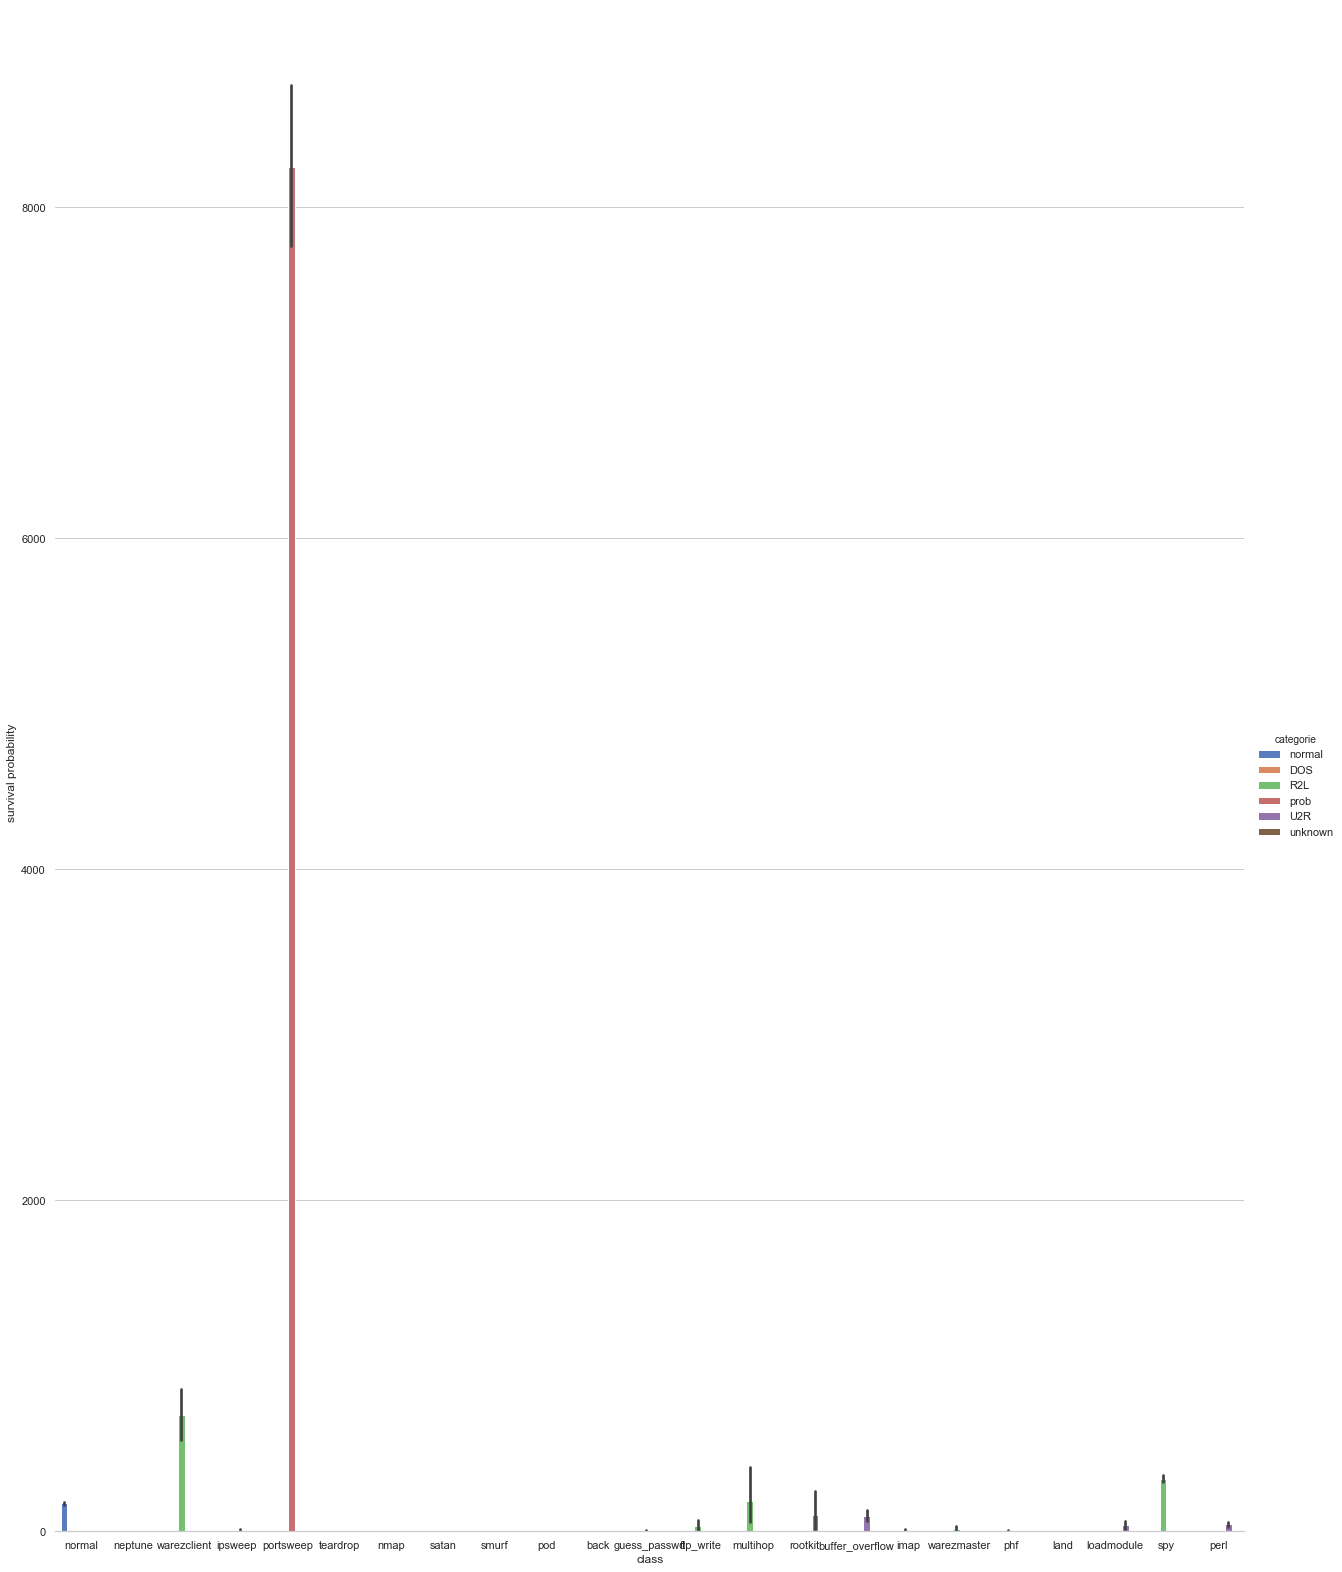 8000
6000
4000
2000
0
survival probability
normal neptune warezclient ipsweep portsweep teardrop nmap satan smurf pod back guess_passwd ftp_write multihop rootkit buffer_overflow imap warezmaster phf land loadmodule spy perl
class
categorie
normal
DOS
R2L
prob
U2R
unknown